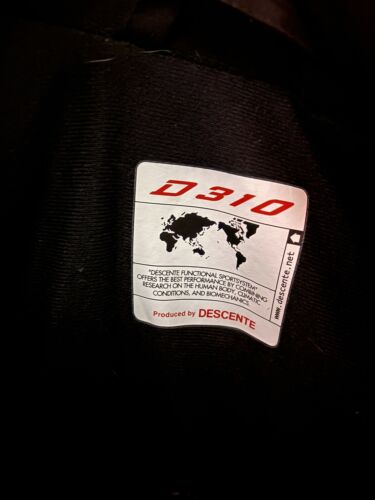 D310
"DESCENTE FUNCTIONAL SPORTSYSTEM"
OFFERS THE BEST PERFORMANCE BY COMBINING
RESEARCH ON THE HUMAN BODY, CLIMATIC
CONDITIONS, AND BIOMECHANICS.
Produced by DESCENTE
www.descente.net